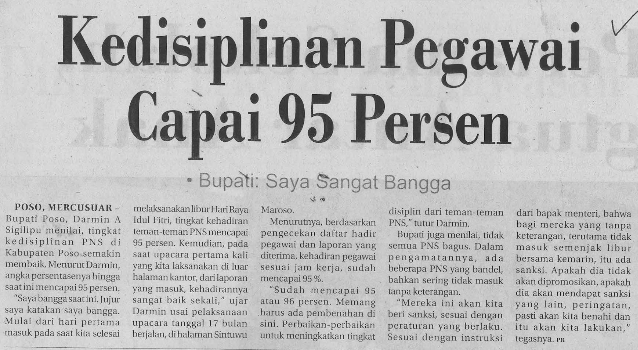 Kedisiplinan Pegawai
Capai 95 Persen
• Bupati: Saya Sangat Bangga
POSO, MERCUSUAR –
Bupati Poso, Darmin A
Sigilipu menilai, tingkat
kedisiplinan PNS di
Kabupaten Poso semakin
membaik. Menurut Darmin,
angka persentasenya hingga
saat ini mencapai 95 persen.
"Saya bangga saat ini. Jujur
saya katakan saya bangga.
Mulai dari hari pertama
masuk pada saat kita selesai
melaksanakan libur Hari Raya
Idul Fitri, tingkat kehadiran
teman-teman PNS mencapai
95 persen. Kemudian, pada
saat upacara pertama kali
yang kita laksanakan di luar
halaman kantor, dari laporan
yang masuk, kehadirannya
sangat baik sekali," ujar
Darmin usai pelaksanaan
upacara tanggal 17 bulan
berjalan, di halaman Sintuwu
Maroso.
Menurutnya, berdasarkan
pengecekan daftar hadir
pegawai dan laporan yang
diterima, kehadiran pegawai
sesuai jam kerja, sudah
mencapai 95 %.
"Sudah mencapai 95
atau 96 persen. Memang
harus ada pembenahan di
sini. Perbaikan-perbaikan
untuk meningkatkan tingkat
disiplin dari teman-teman
PNS," tutur Darmin.
Bupati juga menilai, tidak
semua PNS bagus. Dalam
pengamatannya, ada
beberapa PNS yang bandel,
bahkan sering tidak masuk
tanpa keterangan.
"Mereka ini akan kita
beri sanksi, sesuai dengan
peraturan yang berlaku.
Sesuai dengan instruksi
dari bapak menteri, bahwa
bagi mereka yang tanpa
keterangan, terutama tidak
masuk semenjak libur
bersama kemarin, itu ada
sanksi. Apakah dia tidak
akan dipromosikan, apakah
dia akan mendapat sanksi
yang lain, peringatan,
pasti akan kita benahi dan
itu akan kita lakukan,"
tegasnya.